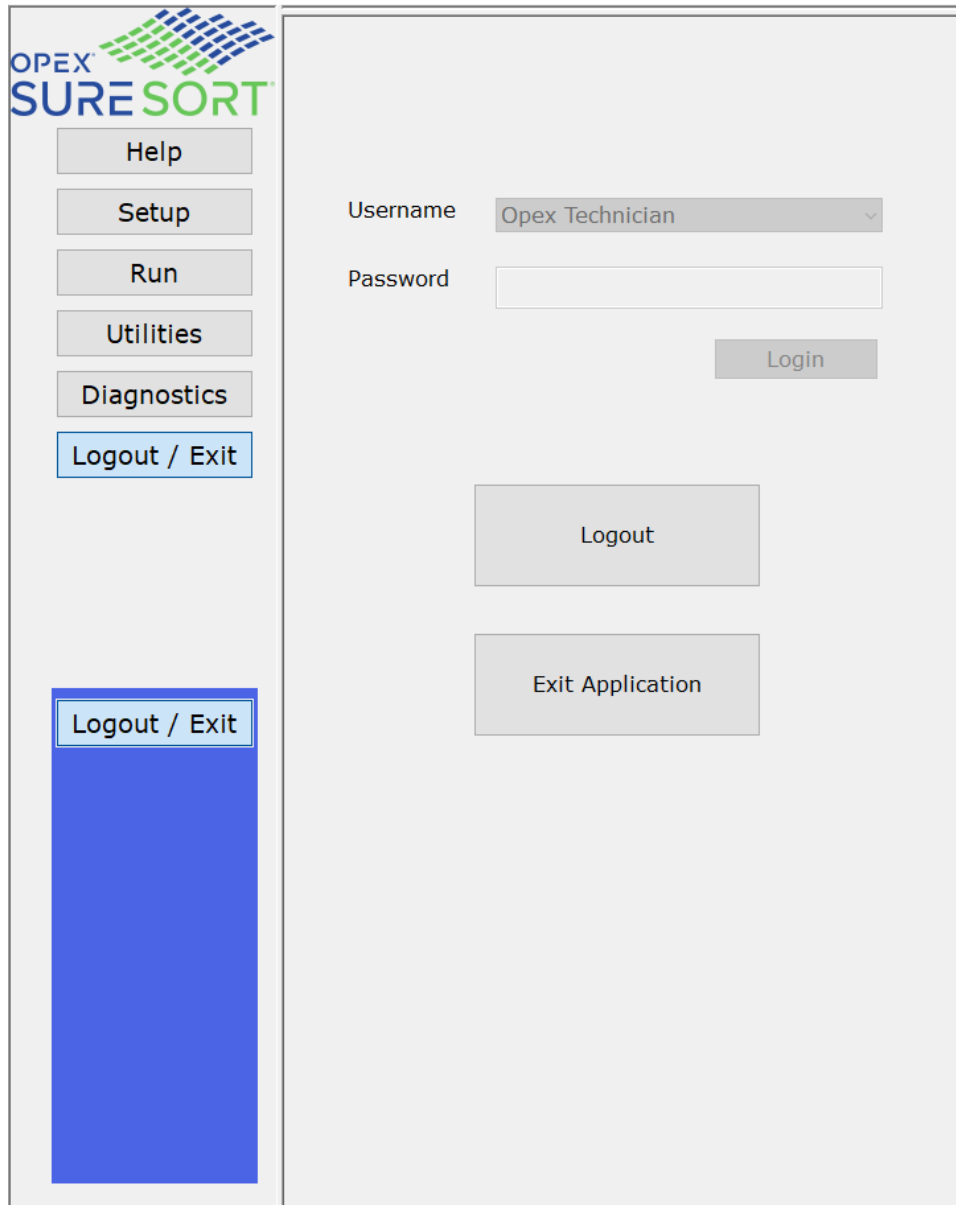 OPEX
SURE SORT
Help
Setup
Run
Utilities
Diagnostics
Logout / Exit
Logout / Exit
Username
Opex Technician
Password
Login
Logout
Exit Application